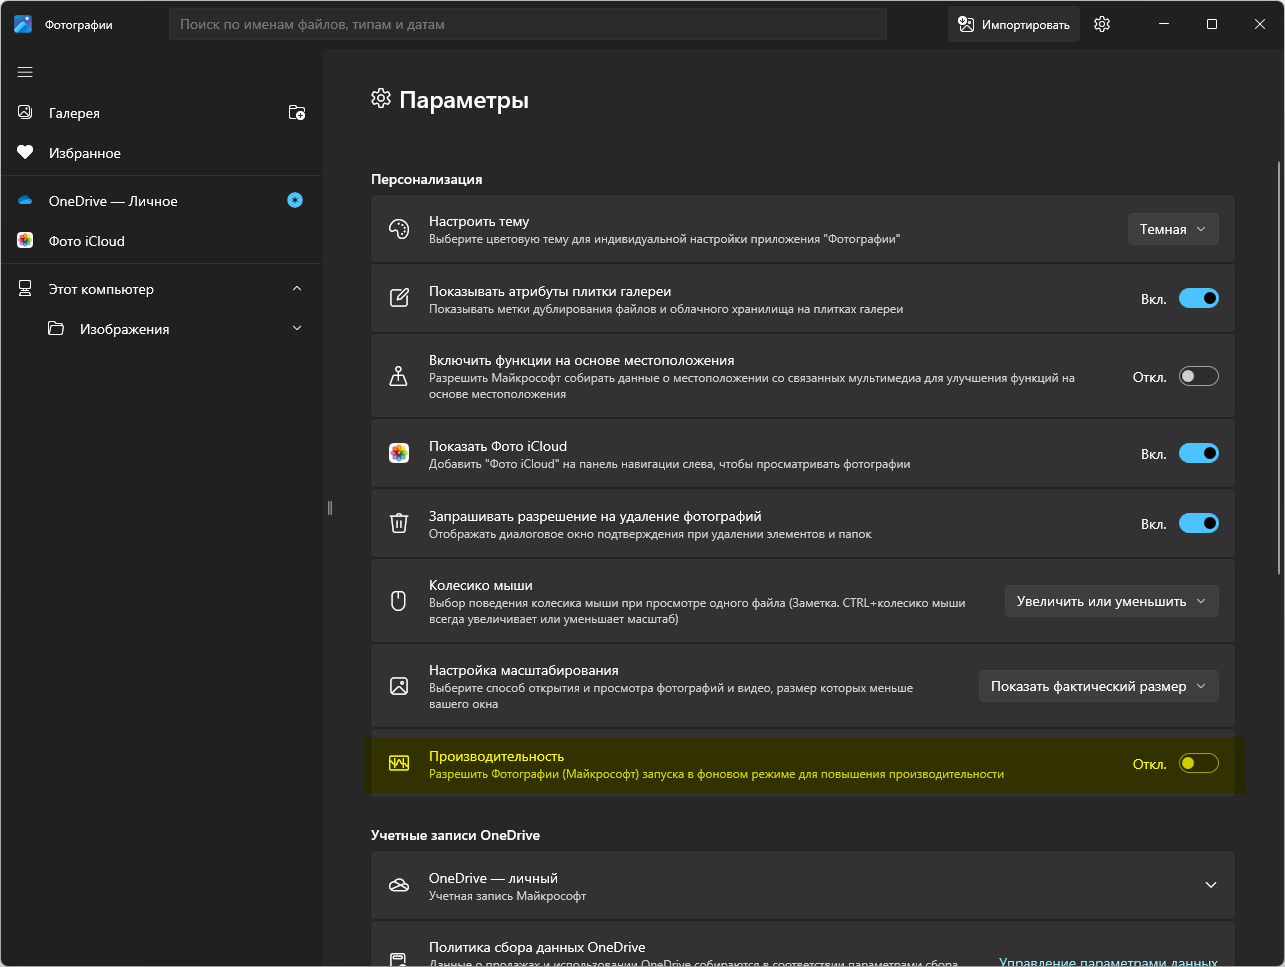 Фотографии
Поиск по именам файлов, типам и датам
Импортировать
Галерея
Избранное
OneDrive — Личное
Фото iCloud
Этот компьютер
Изображения
Параметры
Персонализация
Настроить тему
Выберите цветовую тему для индивидуальной настройки приложения "Фотографии"
Темная
Показывать атрибуты плитки галереи
Показывать метки дублирования файлов и облачного хранилища на плитках галереи
Вкл.
Включить функции на основе местоположения
Разрешить Майкрософт собирать данные о местоположении со связанных мультимедиа для улучшения функций на
основе местоположения
Откл.
Показать Фото iCloud
Добавить "Фото iCloud" на панель навигации слева, чтобы просматривать фотографии
Вкл.
Запрашивать разрешение на удаление фотографий
Отображать диалоговое окно подтверждения при удалении элементов и папок
Вкл.
Колесико мыши
Выбор поведения колесика мыши при просмотре одного файла (Заметка. CTRL+колесико мыши
всегда увеличивает или уменьшает масштаб)
Увеличить или уменьшить
Настройка масштабирования
Выберите способ открытия и просмотра фотографий и видео, размер которых меньше
вашего окна
Показать фактический размер
Производительность
Разрешить Фотографии (Майкрософт) запуска в фоновом режиме для повышения производительности
Откл.
Учетные записи OneDrive
OneDrive — личный
Учетная запись Майкрософт
Политика сбора данных OneDrive
Данные о продажах и использовании OneDrive собираются в соответствии параметрами сбора
Управление параметрами данных